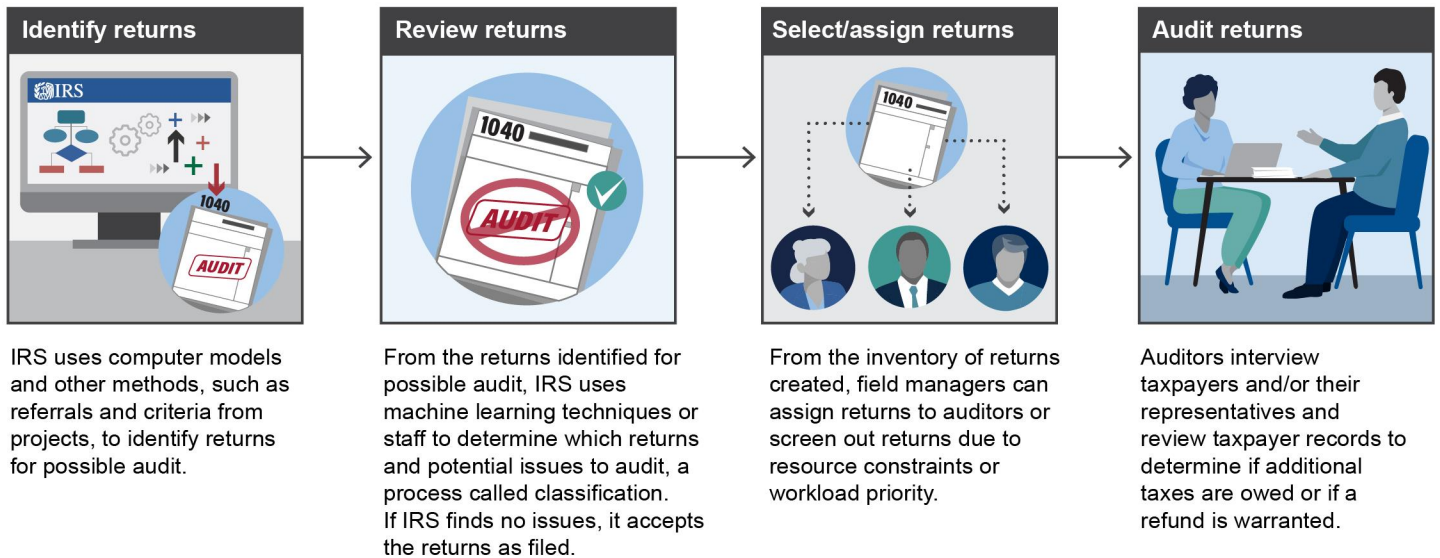 Identify returns
IRS
1040
AUDIT
IRS uses computer models
and other methods, such as
referrals and criteria from
projects, to identify returns
for possible audit.
Review returns
1040
AUDIT
From the returns identified for
possible audit, IRS uses
machine learning techniques or
staff to determine which returns
and potential issues to audit, a
process called classification.
If IRS finds no issues, it accepts
the returns as filed.
Select/assign returns
1040
From the inventory of returns
created, field managers can
assign returns to auditors or
screen out returns due to
resource constraints or
workload priority.
Audit returns
Auditors interview
taxpayers and/or their
representatives and
review taxpayer records to
determine if additional
taxes are owed or if a
refund is warranted.